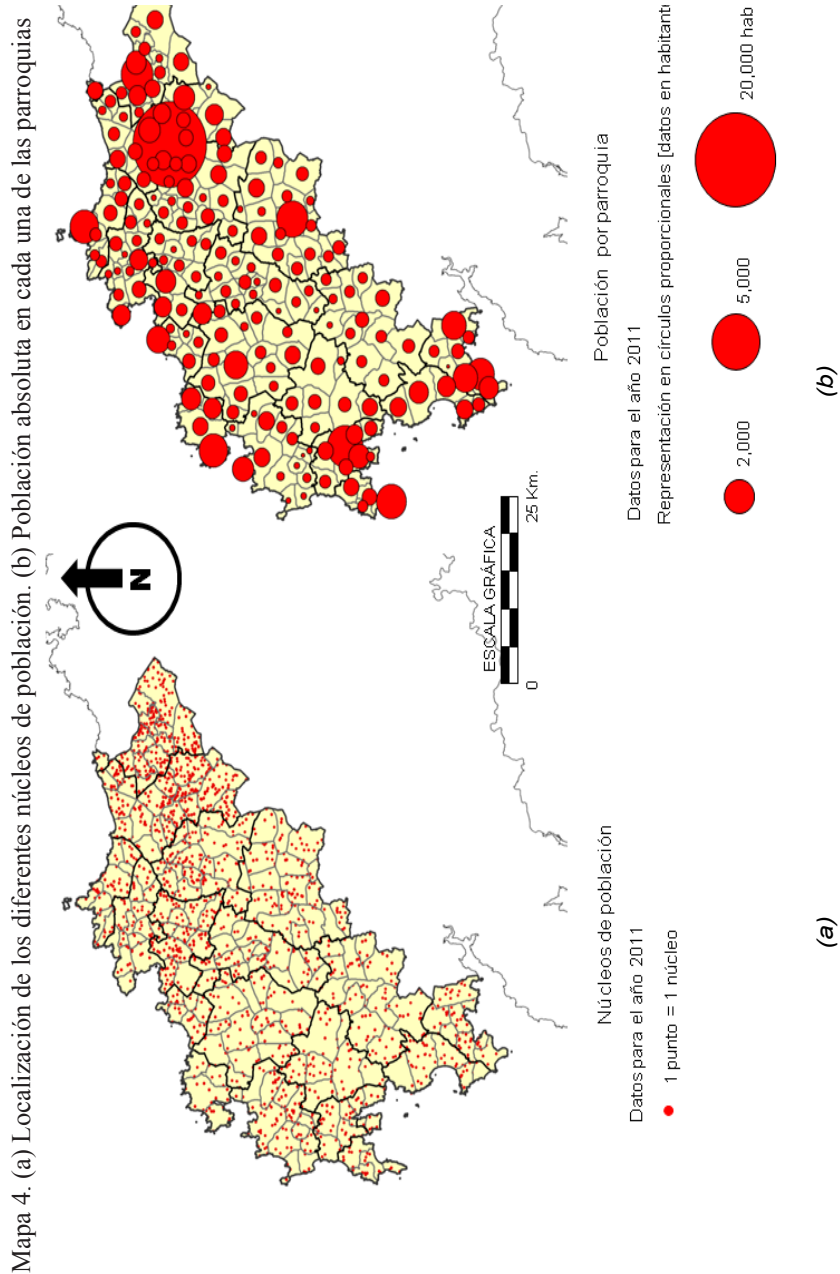 Mapa 4. (a) Localización de los diferentes núcleos de población. (b) Población absoluta en cada una de las parroquias
N
ESCALA GRÁFICA
0
25 Km.
Núcleos de población
Datos para el año 2011
1 punto = 1 núcleo
(a)
Población por parroquia
Datos para el año 2011
Representación en círculos proporcionales [datos en habitant
2,000
5,000
20,000 hab
(b)